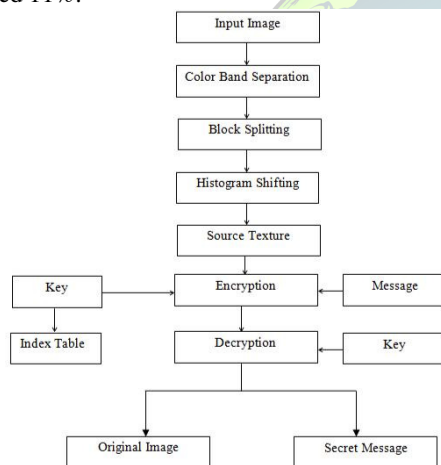 Input Image
Color Band Separation
Block Splitting
Histogram Shifting
Source Texture
Key
Encryption
Message
Index Table
Decryption
Key
Original Image
Secret Message